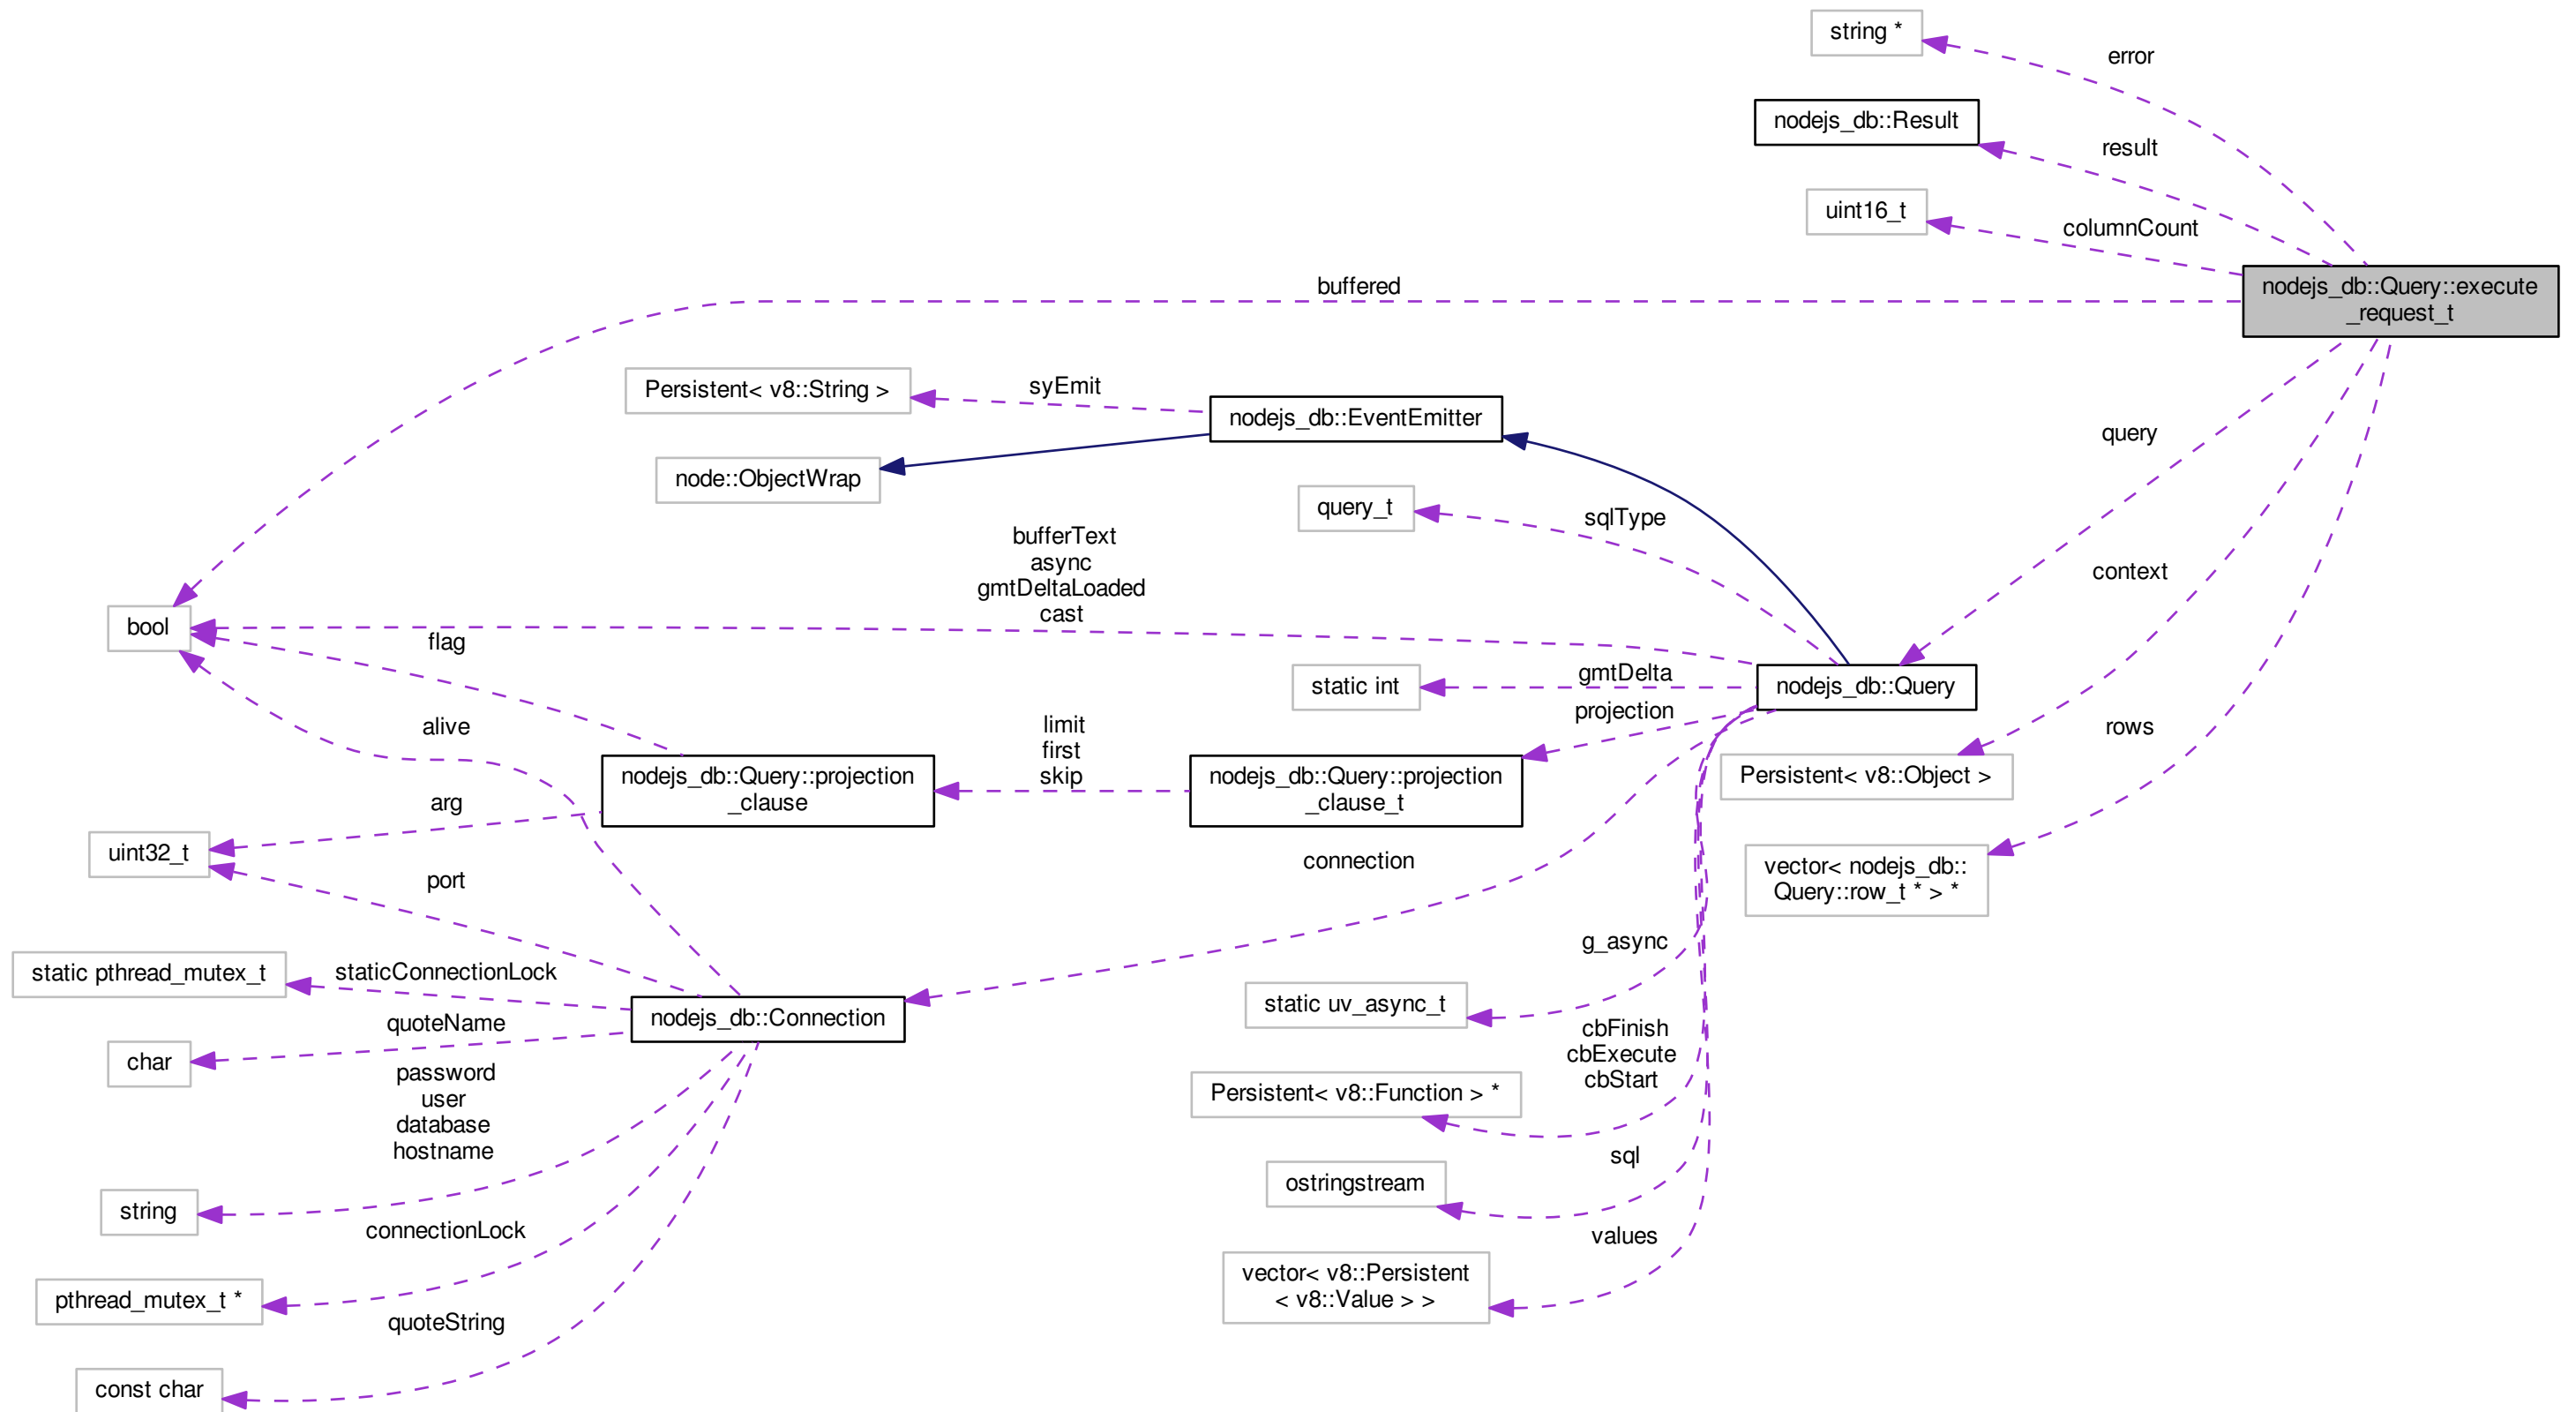 string *
error
nodejs_db::Result
result
uint16_t
columnCount
nodejs_db::Query::execute
_request_t
buffered
Persistent< v8::String >
syEmit
nodejs_db::EventEmitter
query
node::ObjectWrap
query_t
sqlType
bufferText
async
gmtDeltaLoaded
cast
context
bool
flag
static int
gmtDelta
nodejs_db::Query
projection
alive
limit
first
skip
rows
nodejs_db::Query::projection
_clause
nodejs_db::Query::projection
_clause_t
Persistent< v8::Object >
arg
uint32_t
connection
port
vector< nodejs_db::
Query::row_t * > *
g_async
static pthread_mutex_t
staticConnectionLock
nodejs_db::Connection
static uv_async_t
quoteName
char
cbFinish
cbExecute
cbStart
password
user
database
hostname
Persistent< v8::Function > *
sql
ostringstream
string
connectionLock
values
vector< v8::Persistent
< v8::Value > >
pthread_mutex_t *
quoteString
const char